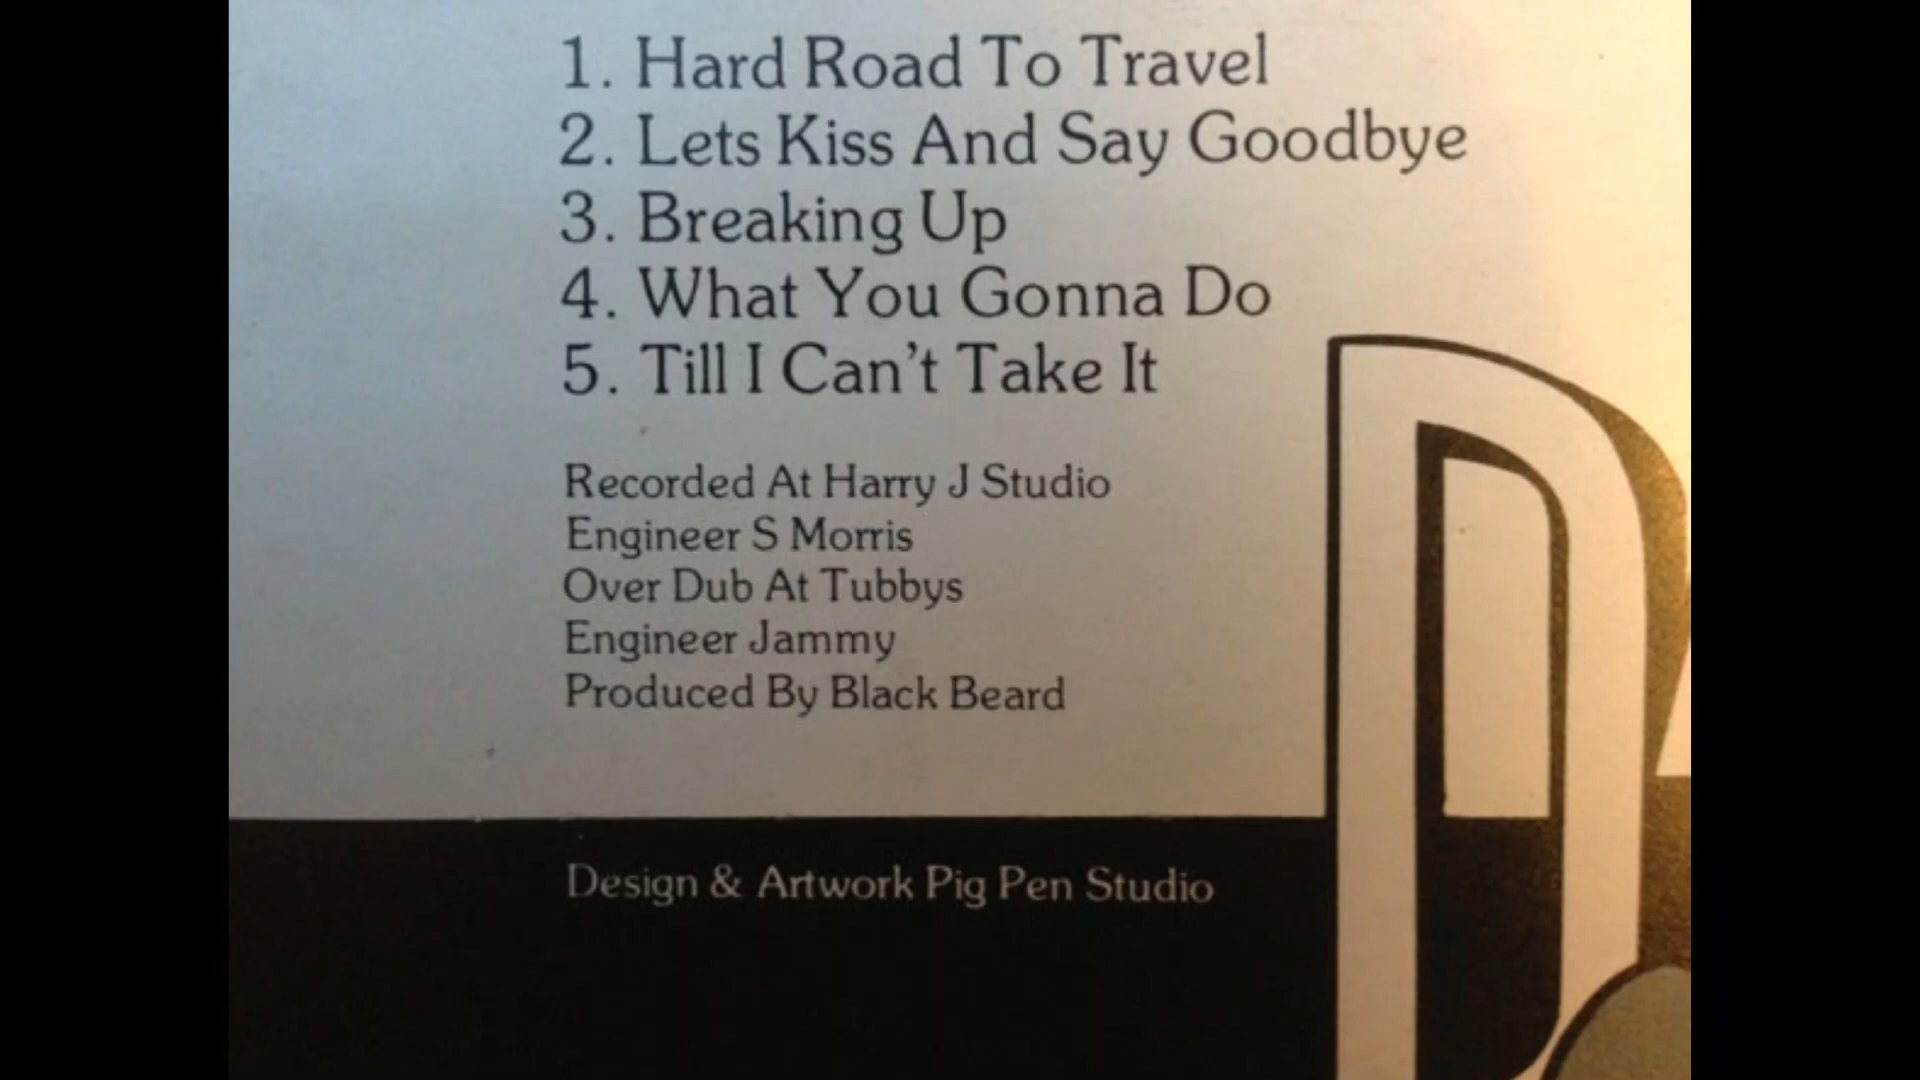 1. Hard Road To Travel
2. Lets Kiss And Say Goodbye
3. Breaking Up
4. What You Gonna Do
5. Till I Can't Take It
Recorded At Harry J Studio
Engineer S Morris
Over Dub At Tubbys
Engineer Jammy
Produced By Black Beard
Design & Artwork Pig Pen Studio